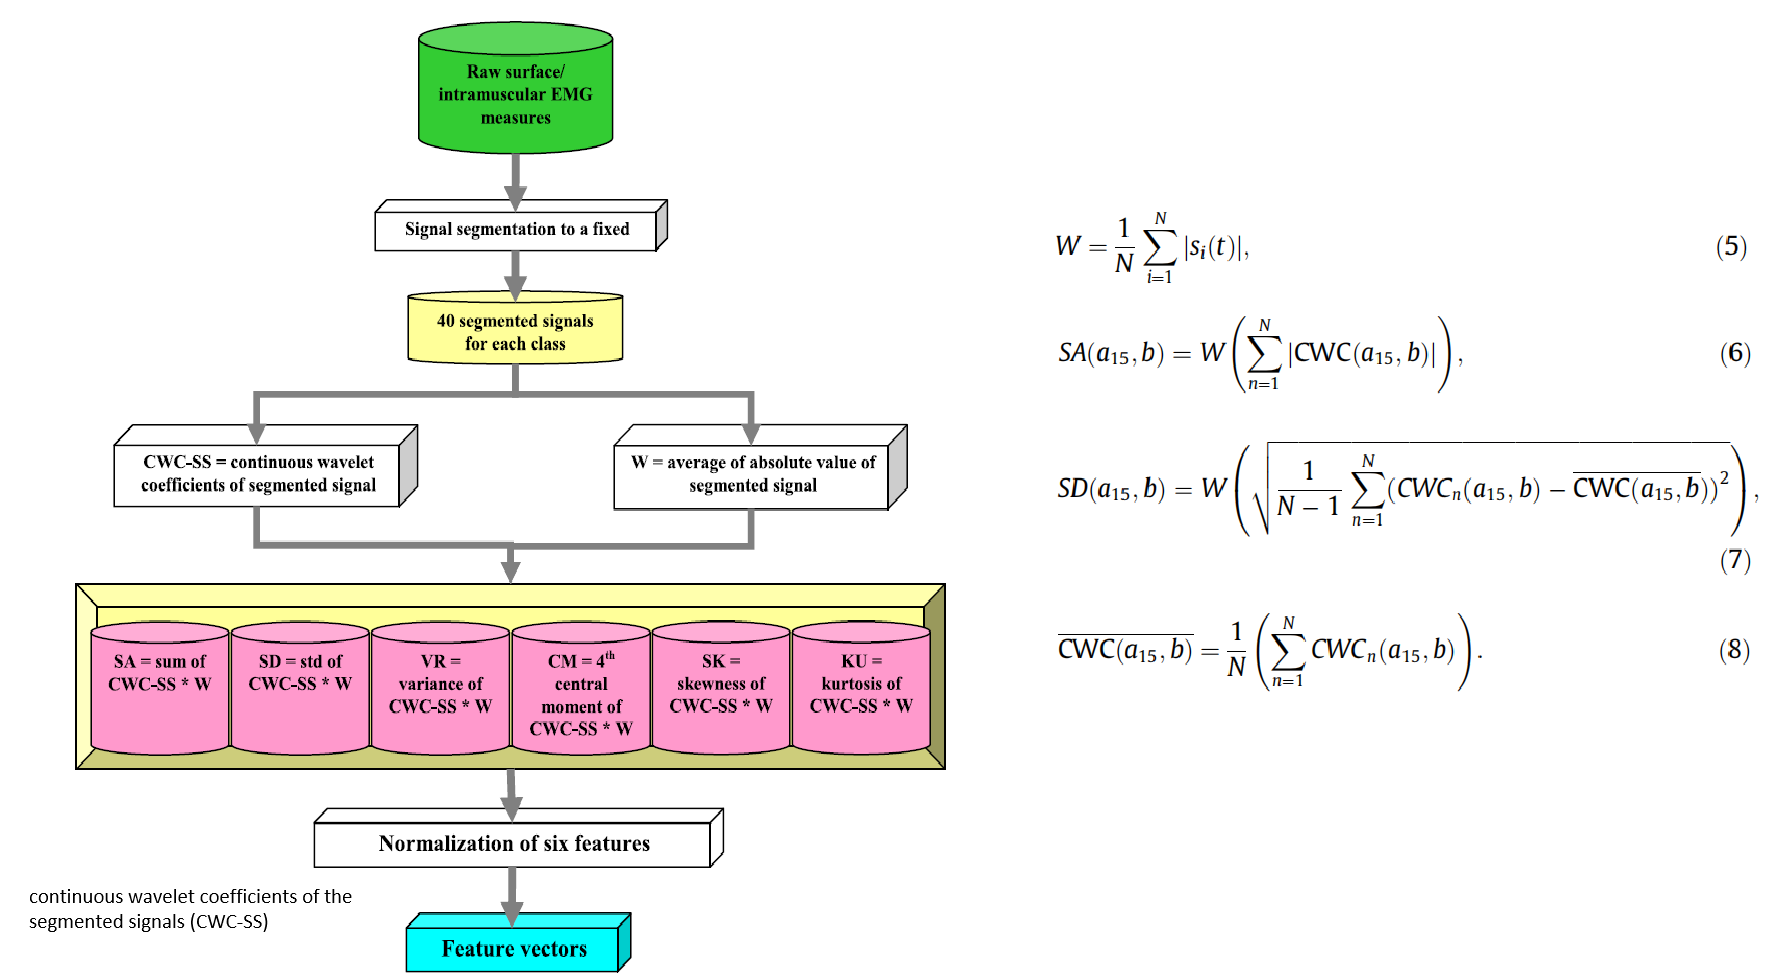 Raw surface/
intramuscular EMG
measures
Signal segmentation to a fixed
40 segmented signals
for each class
CWC-SS = continuous wavelet
coefficients of segmented signal
W = average of absolute value of
segmented signal
SA = sum of
CWC-SS * W
SD = std of
CWC-SS * W
VR =
variance of
CWC-SS * W
CM = 4th
central
moment of
CWC-SS * W
SK =
skewness of
CWC-SS * W
KU =
kurtosis of
CWC-SS * W
Normalization of six features
continuous wavelet coefficients of the
segmented signals (CWC-SS)
Feature vectors
W = \frac{1}{N} \sum_{i=1}^{N} |s_i(t)|, (5)
SA(a_{15}, b) = W \left( \sum_{n=1}^{N} |CWC(a_{15}, b)| \right), (6)
SD(a_{15}, b) = W \left( \sqrt{\frac{1}{N-1} \sum_{n=1}^{N} (CWC_n(a_{15}, b) - \overline{CWC(a_{15}, b)})^2} \right),
(7)
\overline{CWC(a_{15}, b)} = \frac{1}{N} \left( \sum_{n=1}^{N} CWC_n(a_{15}, b) \right). (8)